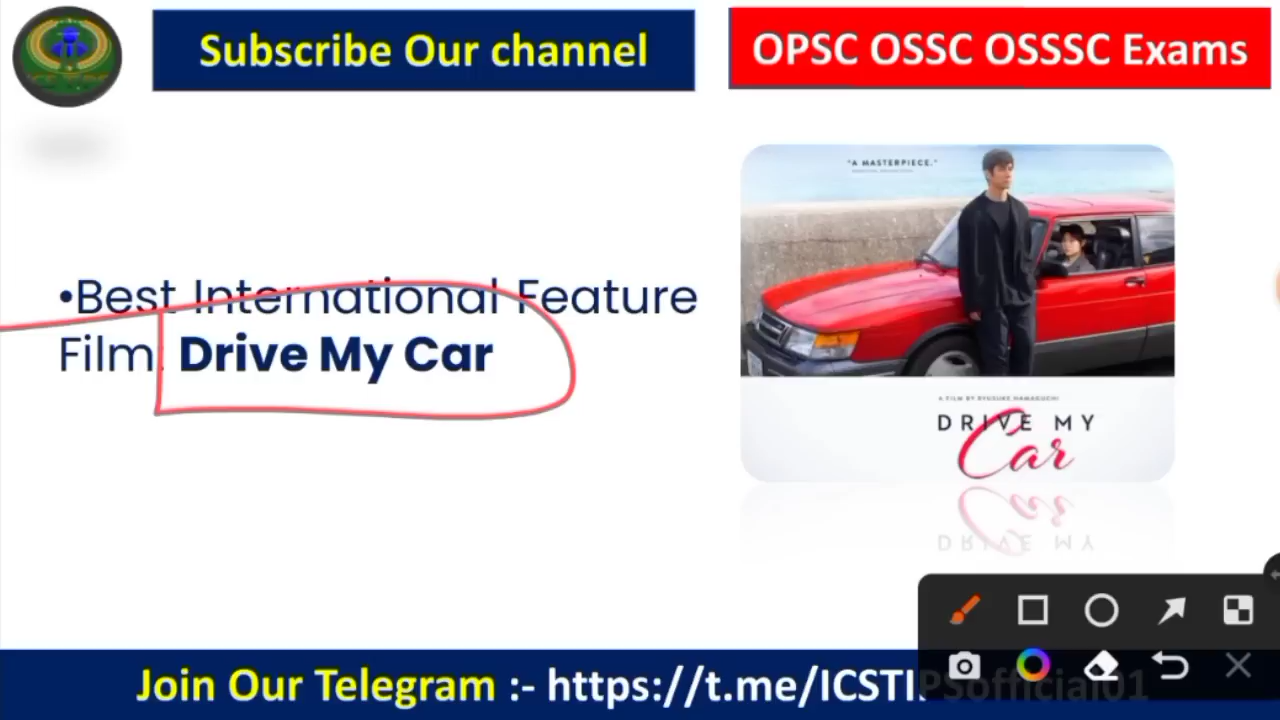 Subscribe Our channel
OPSC OSSC OSSSC Exams
"A MASTERPIECE."
•Best International Feature
Film: Drive My Car
A FILM BY RYUSUKE HAMAGUCHI
DRIVE MY
Car
Join Our Telegram :- https://t.me/ICSTIPSofficial01